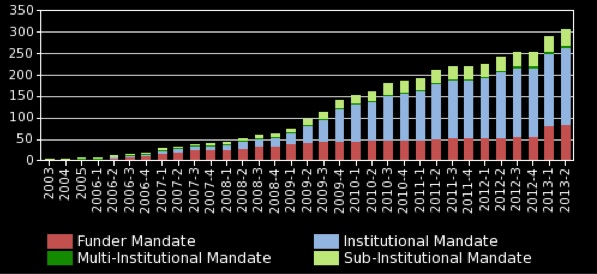 350
300
250
200
150
100
50
0
2003 2004 2005 2006-1 2006-2 2006-3 2006-4 2007-1 2007-2 2007-3 2007-4 2008-1 2008-2 2008-3 2008-4 2009-1 2009-2 2009-3 2009-4 2010-1 2010-2 2010-3 2010-4 2011-1 2011-2 2011-3 2011-4 2012-1 2012-2 2012-3 2012-4 2013-1 2013-2
Funder Mandate Institutional Mandate
Multi-Institutional Mandate Sub-Institutional Mandate